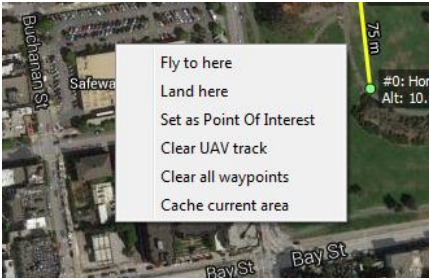 Buchanan St
Safewa
75 m
#0: Hor
Alt: 10.
Fly to here
Land here
Set as Point Of Interest
Clear UAV track
Clear all waypoints
Cache current area
Bay St
Bay St